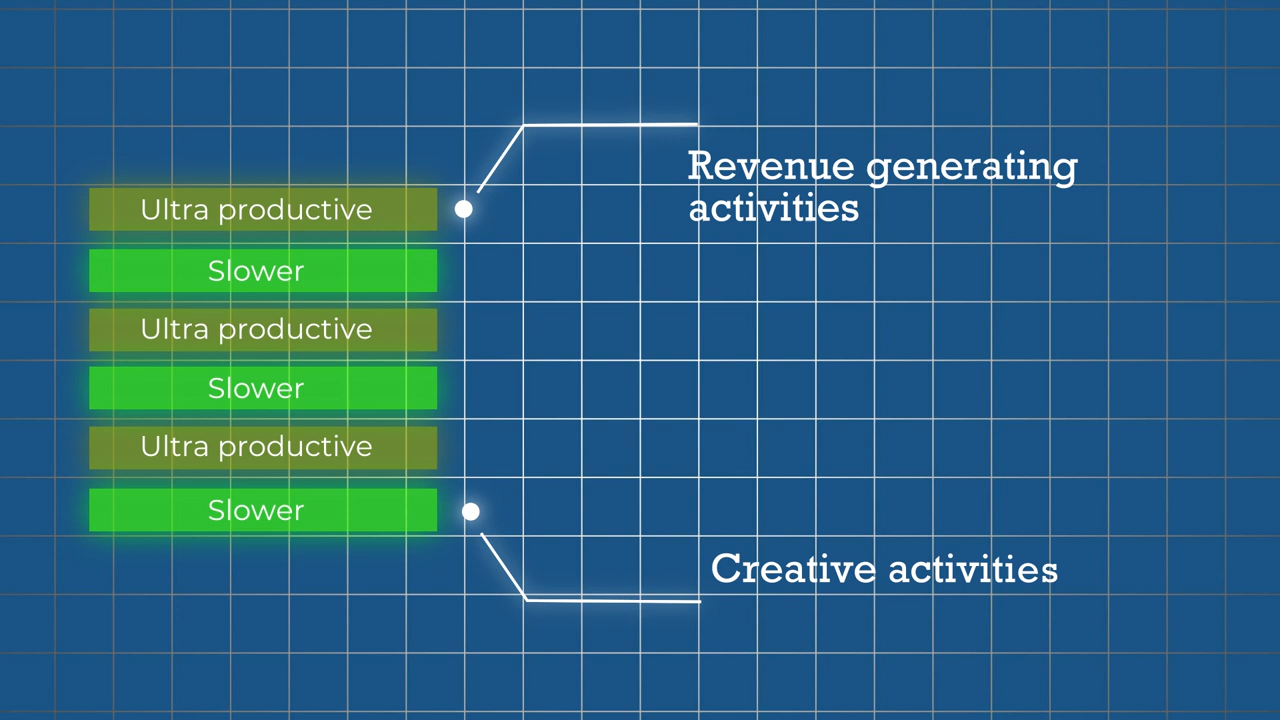 Revenue generating
activities
Ultra productive
Slower
Ultra productive
Slower
Ultra productive
Slower
Creative activities